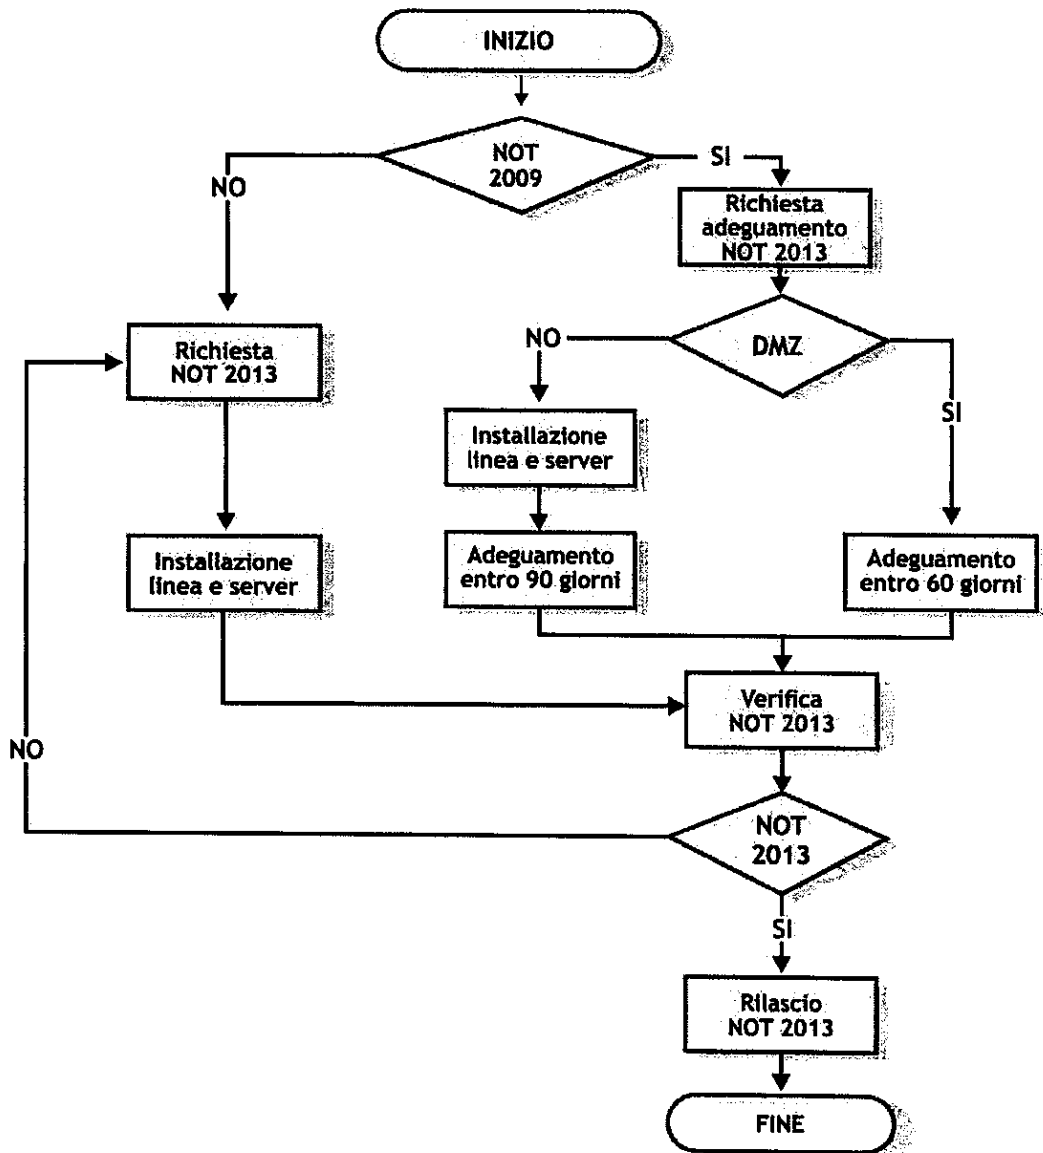 INIZIO
NOT
2009
SI
NO
Richiesta
adeguamento
NOT 2013
NO
DMZ
Richiesta
NOT 2013
SI
Installazione
linea e server
Installazione
linea e server
Adeguamento
entro 90 giorni
Adeguamento
entro 60 giorni
Verifica
NOT 2013
NO
NOT
2013
SI
Rilascio
NOT 2013
FINE